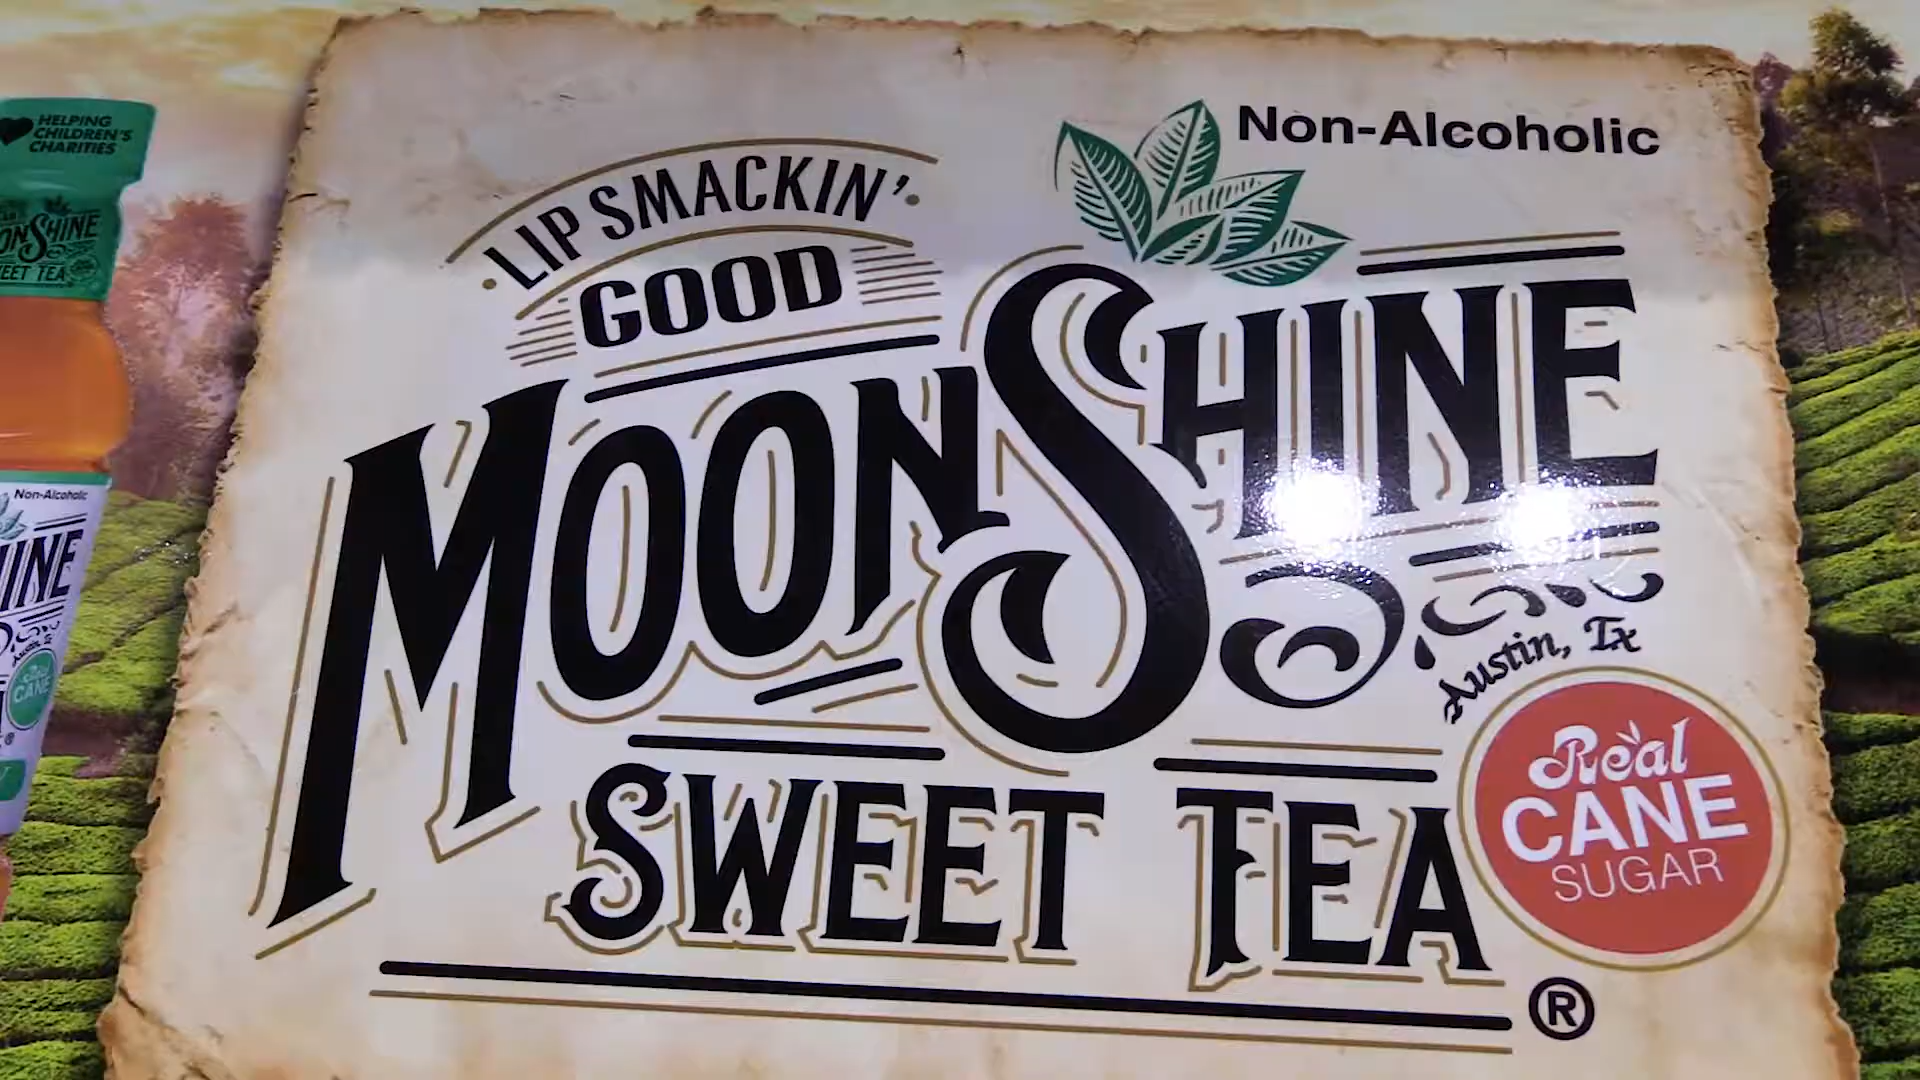 HELPING
CHILDREN'S
CHARITIES
Non-Alcoholic
LIP SMACKIN'
GOOD
MOONSHINE
Austin, Tx
SWEET TEA
Real
CANE
SUGAR
®
Non-Alcoholic